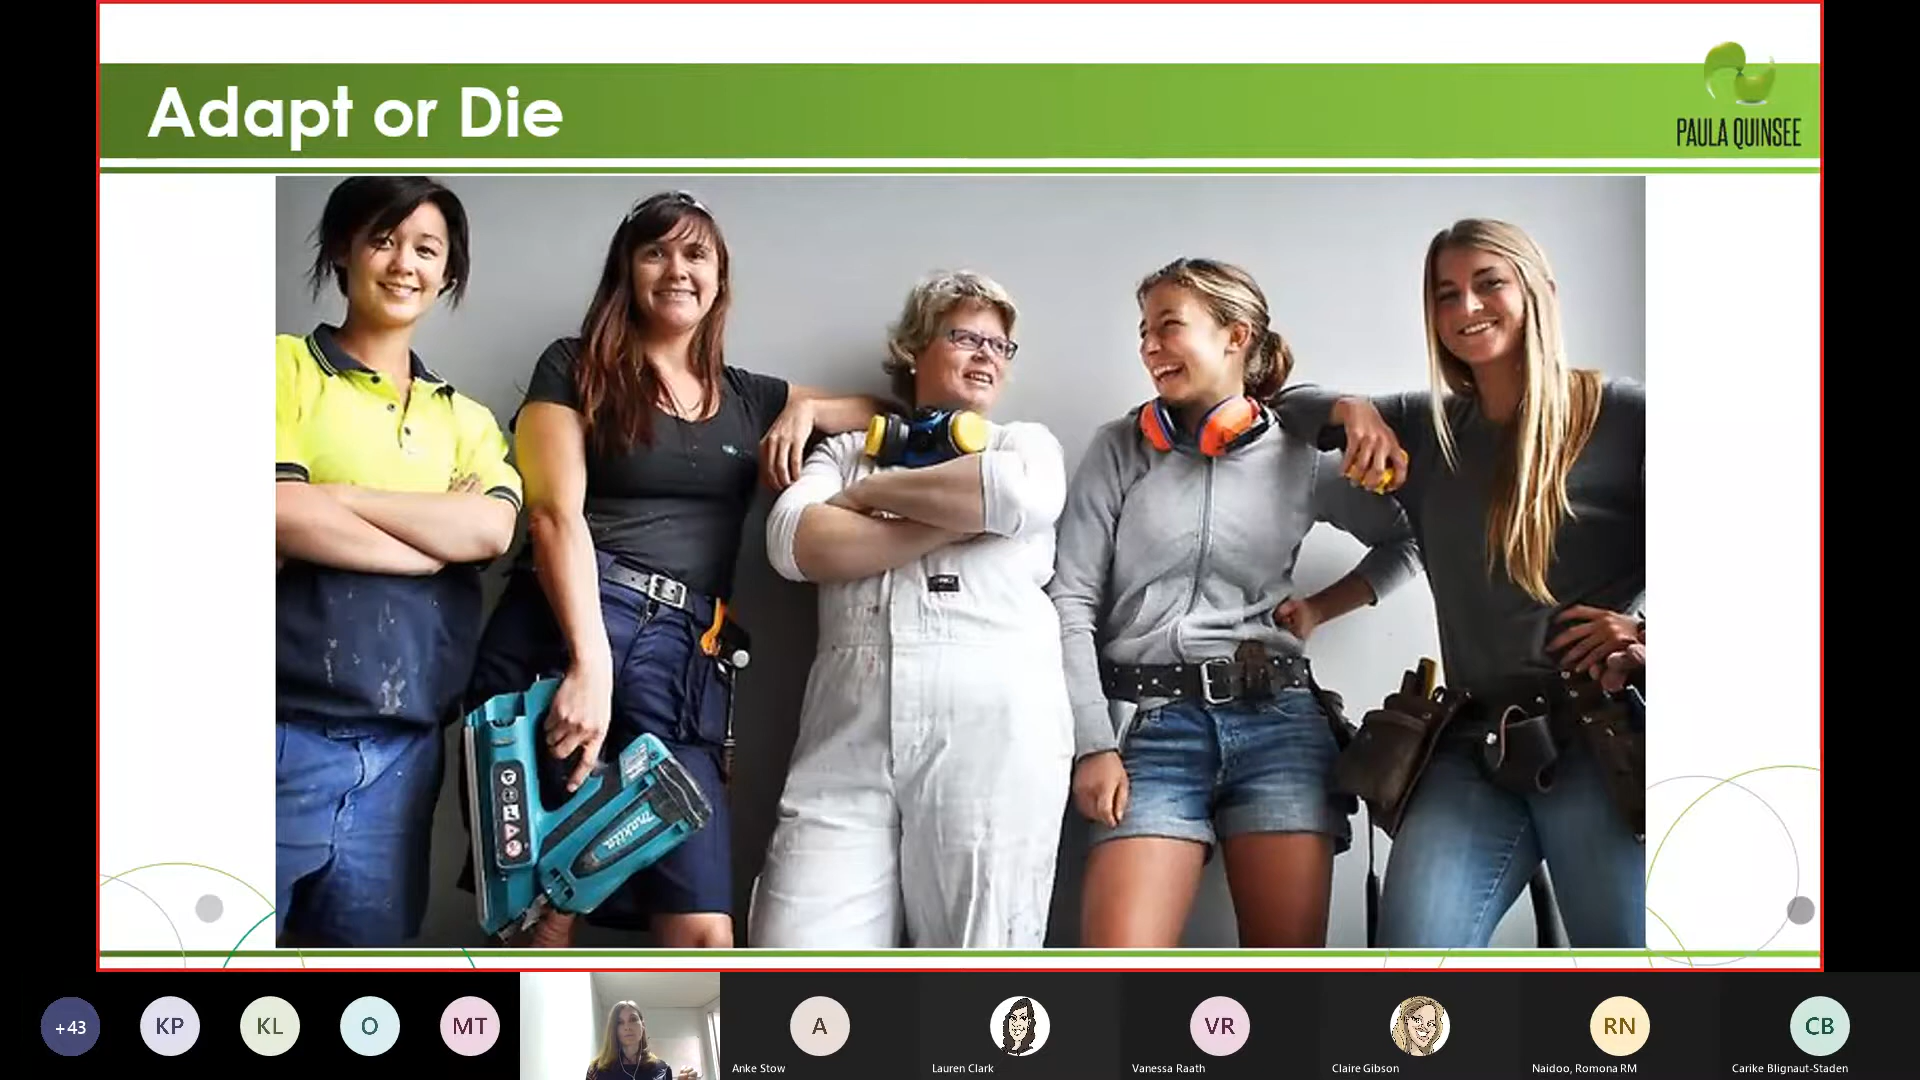 Adapt or Die
PAULA QUINSEE
makita
+43
KP
KL
O
MT
A
VR
RN
CB
Anke Stow
Lauren Clark
Vanessa Raath
Claire Gibson
Naidoo, Romona RM
Carike Blignaut-Staden